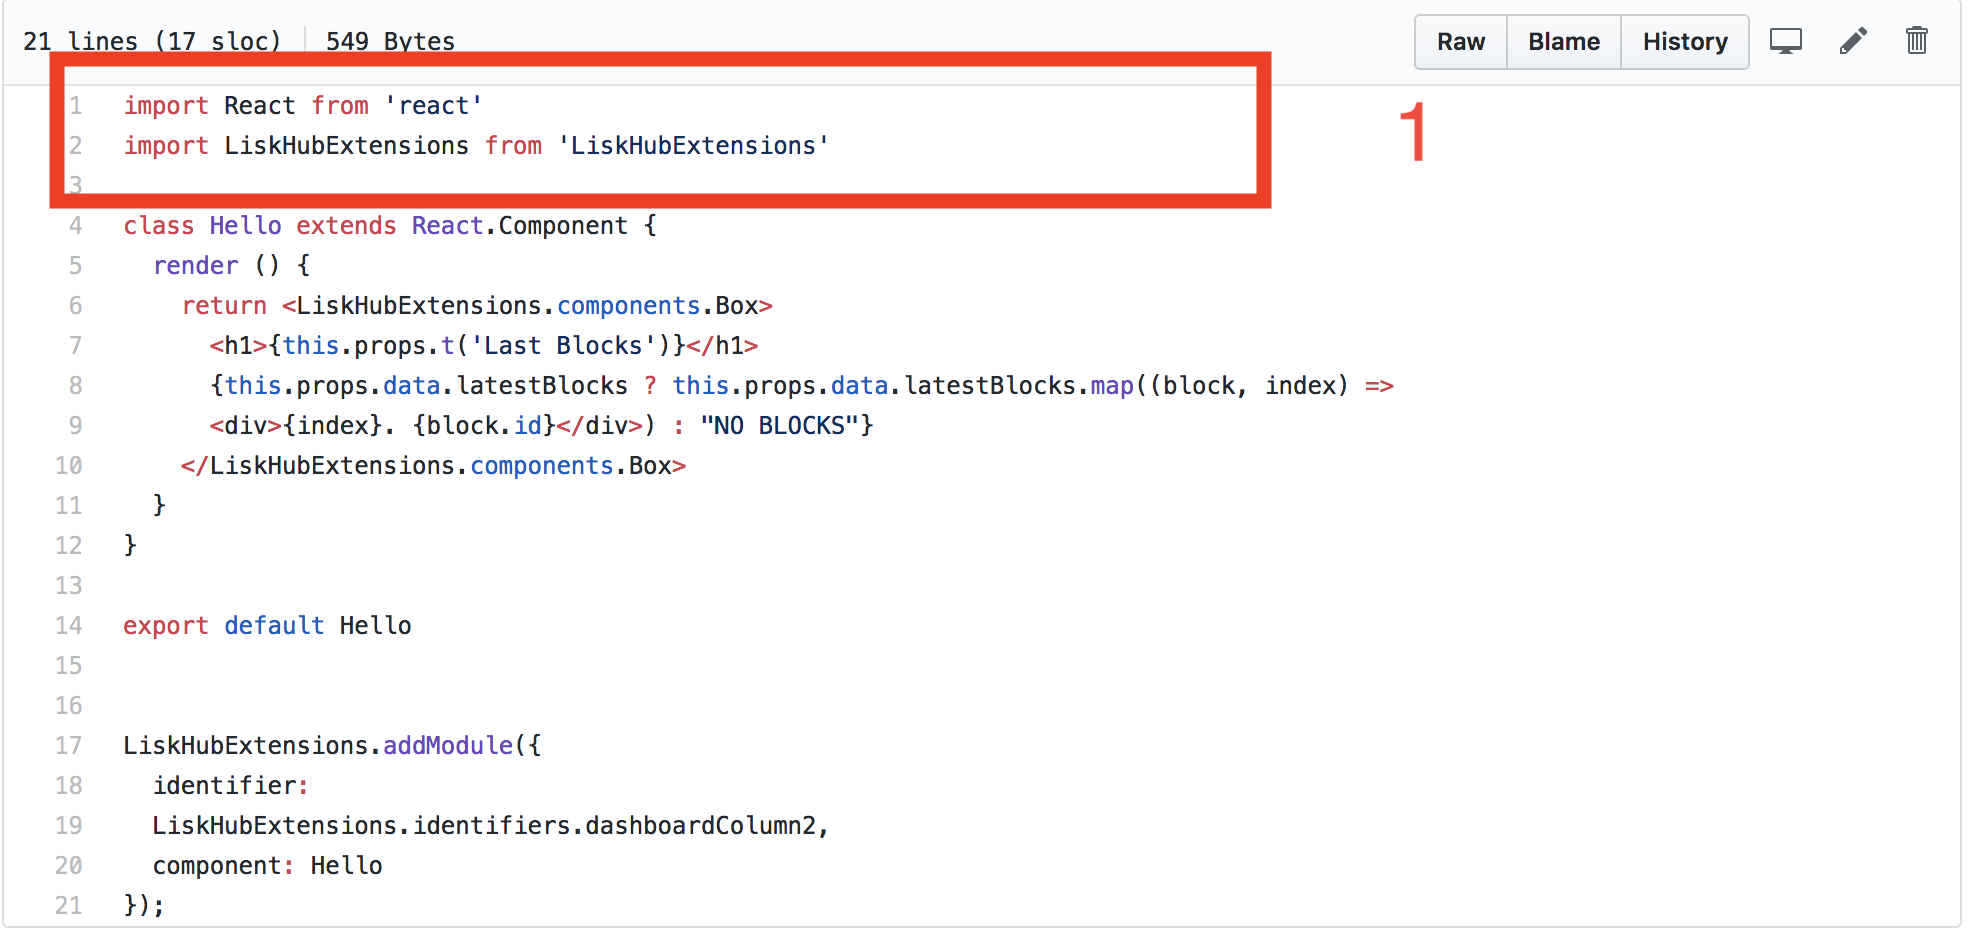 21 lines (17 sloc) 549 Bytes Raw Blame History
1 import React from 'react'
2 import LiskHubExtensions from 'LiskHubExtensions'
1
3
4 class Hello extends React.Component {
5 render () {
6 return <LiskHubExtensions.components.Box>
7 <h1>{this.props.t('Last Blocks')}</h1>
8 {this.props.data.latestBlocks ? this.props.data.latestBlocks.map((block, index) =>
9 <div>{index}. {block.id}</div>) : "NO BLOCKS"}
10 </LiskHubExtensions.components.Box>
11 }
12 }
13
14 export default Hello
15
16
17 LiskHubExtensions.addModule({
18 identifier:
19 LiskHubExtensions.identifiers.dashboardColumn2,
20 component: Hello
21 });